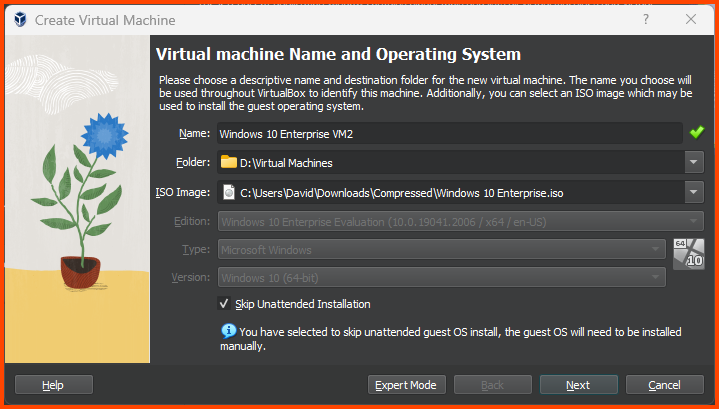 Create Virtual Machine
? ×
Virtual machine Name and Operating System
Please choose a descriptive name and destination folder for the new virtual machine. The name you choose will
be used throughout VirtualBox to identify this machine. Additionally, you can select an ISO image which may be
used to install the guest operating system.
Name: Windows 10 Enterprise VM2
Folder: D:\Virtual Machines
ISO Image: C:\Users\David\Downloads\Compressed\Windows 10 Enterprise.iso
Edition: Windows 10 Enterprise Evaluation (10.0.19041.2006 / x64 / en-US)
Type: Microsoft Windows
64
10
Version: Windows 10 (64-bit)
Skip Unattended Installation
You have selected to skip unattended guest OS install, the guest OS will need to be installed
manually.
Help Expert Mode Back Next Cancel